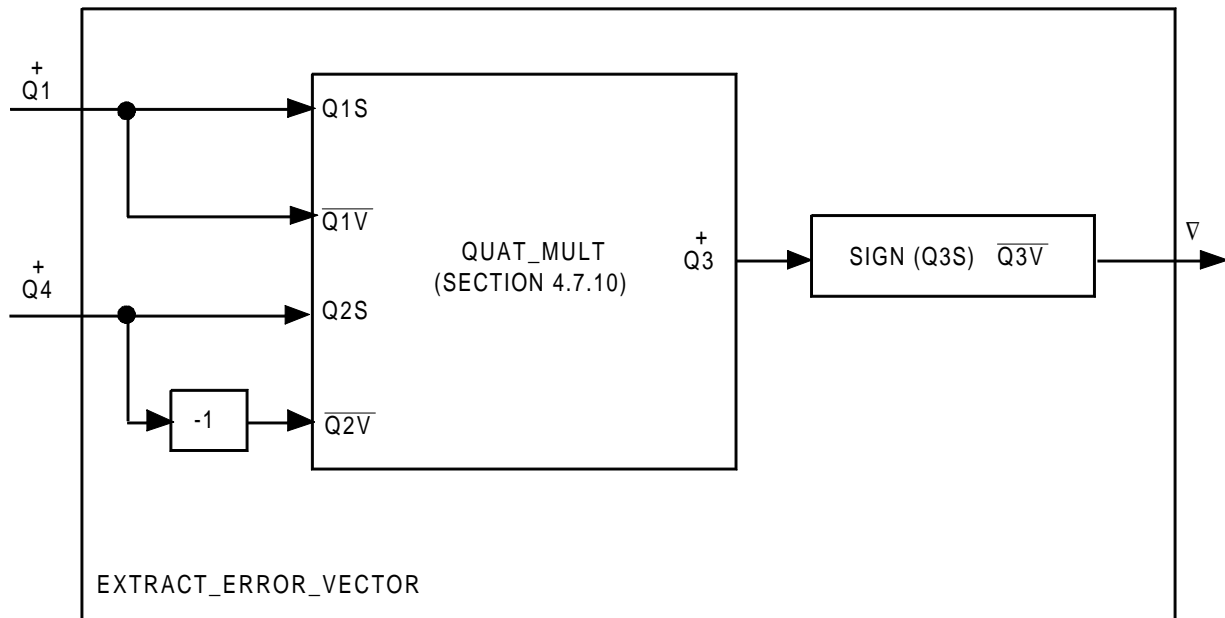 +
Q1
Q1S
Q1V
QUAT_MULT
(SECTION 4.7.10)
+
Q3
SIGN (Q3S) Q3V
∇
+
Q4
Q2S
-1
Q2V
EXTRACT_ERROR_VECTOR